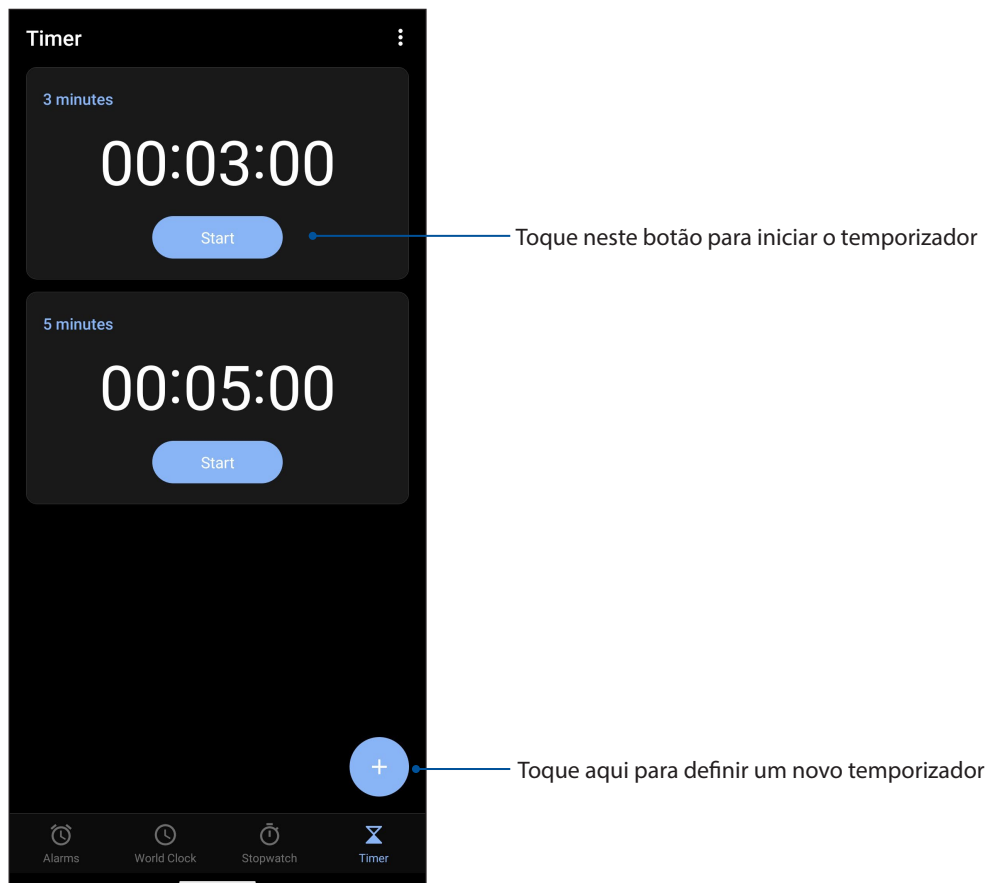 Timer
3 minutes
00:03:00
Start
Toque neste botão para iniciar o temporizador
5 minutes
00:05:00
Start
+
Toque aqui para definir um novo temporizador
Alarms
World Clock
Stopwatch
Timer